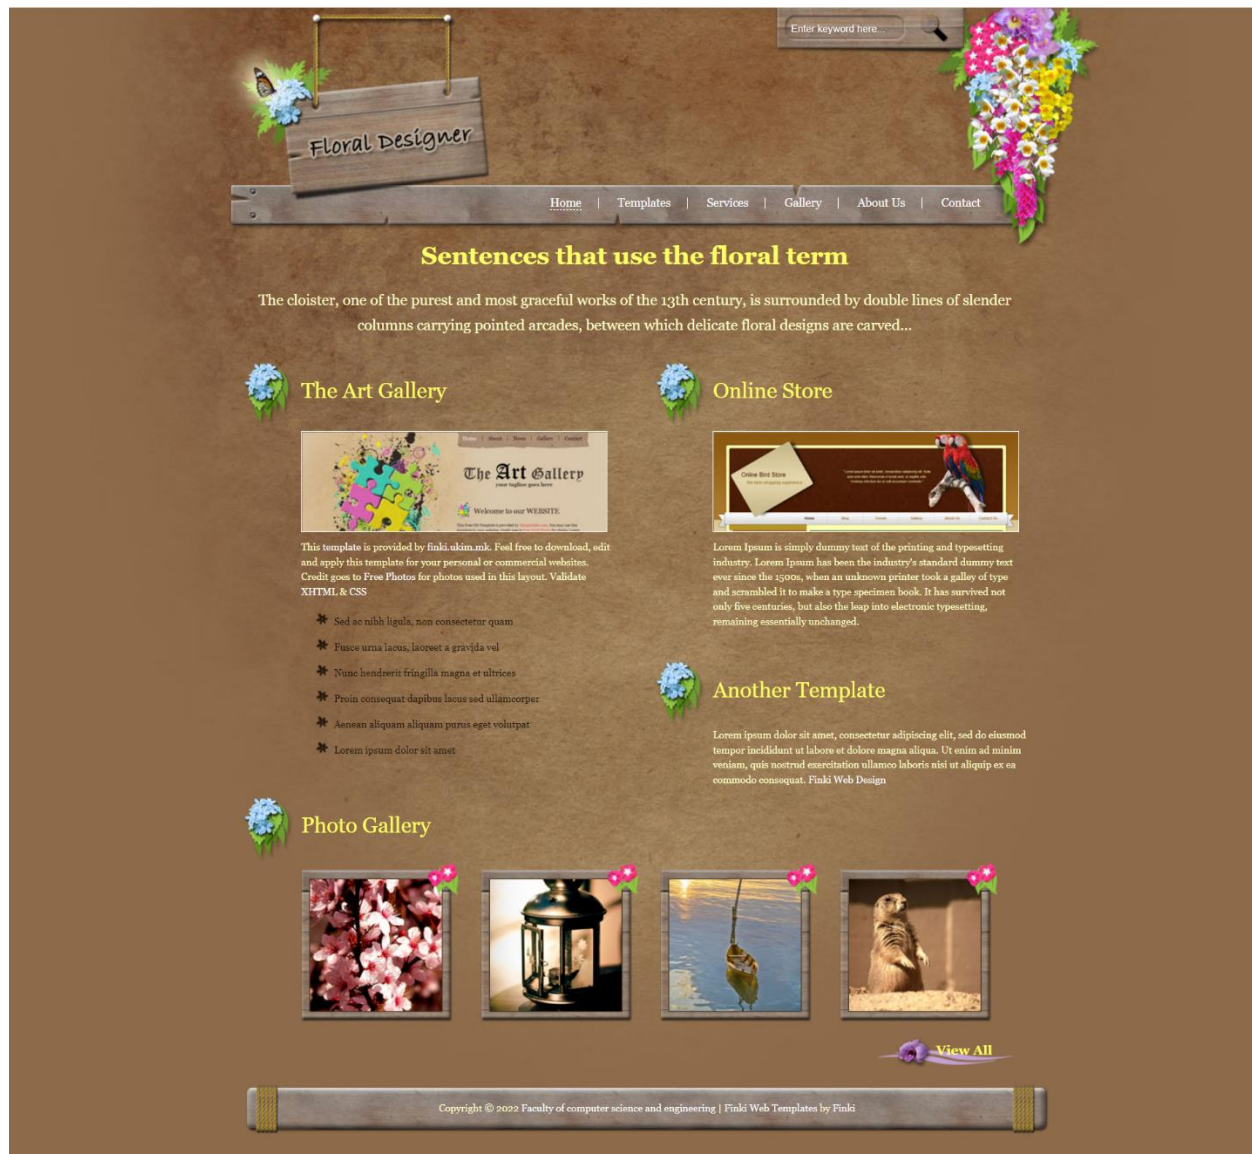 Enter keyword here...
Floral Designer
Home | Templates | Services | Gallery | About Us | Contact
Sentences that use the floral term
The cloister, one of the purest and most graceful works of the 13th century, is surrounded by double lines of slender
columns carrying pointed arcades, between which delicate floral designs are carved...
The Art Gallery
Home | About | News | Gallery | Contact
The Art Gallery
your tagline goes here
Welcome to our WEBSITE
This template is provided by finki.ukim.mk. Feel free to download, edit
and apply this template for your personal or commercial websites.
Credit goes to Free Photos for photos used in this layout. Validate
XHTML & CSS
Sed ac nibh ligula, non consectetur quam
Fusce urna lacus, laoreet a gravida vel
Nunc hendrerit fringilla magna et ultrices
Proin consequat dapibus lacus sed ullamcorper
Aenean aliquam aliquam purus eget volutpat
Lorem ipsum dolor sit amet
Online Store
Online Bird Store
the best shopping experience
Lorem Ipsum is simply dummy text of the printing and typesetting
industry. Lorem Ipsum has been the industry's standard dummy text
ever since the 1500s, when an unknown printer took a galley of type
and scrambled it to make a type specimen book. It has survived not
only five centuries, but also the leap into electronic typesetting,
remaining essentially unchanged.
Another Template
Lorem ipsum dolor sit amet, consectetur adipiscing elit, sed do eiusmod
tempor incididunt ut labore et dolore magna aliqua. Ut enim ad minim
veniam, quis nostrud exercitation ullamco laboris nisi ut aliquip ex ea
commodo consequat. Finki Web Design
Photo Gallery
View All
Copyright © 2022 Faculty of computer science and engineering | Finki Web Templates by Finki